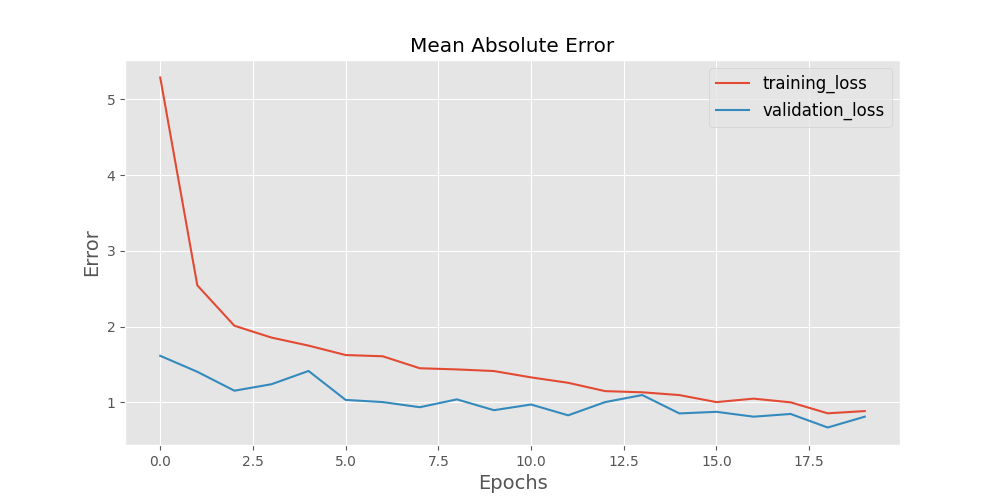 Mean Absolute Error
training_loss
validation_loss
5
4
3
2
1
Error
0.0 2.5 5.0 7.5 10.0 12.5 15.0 17.5
Epochs